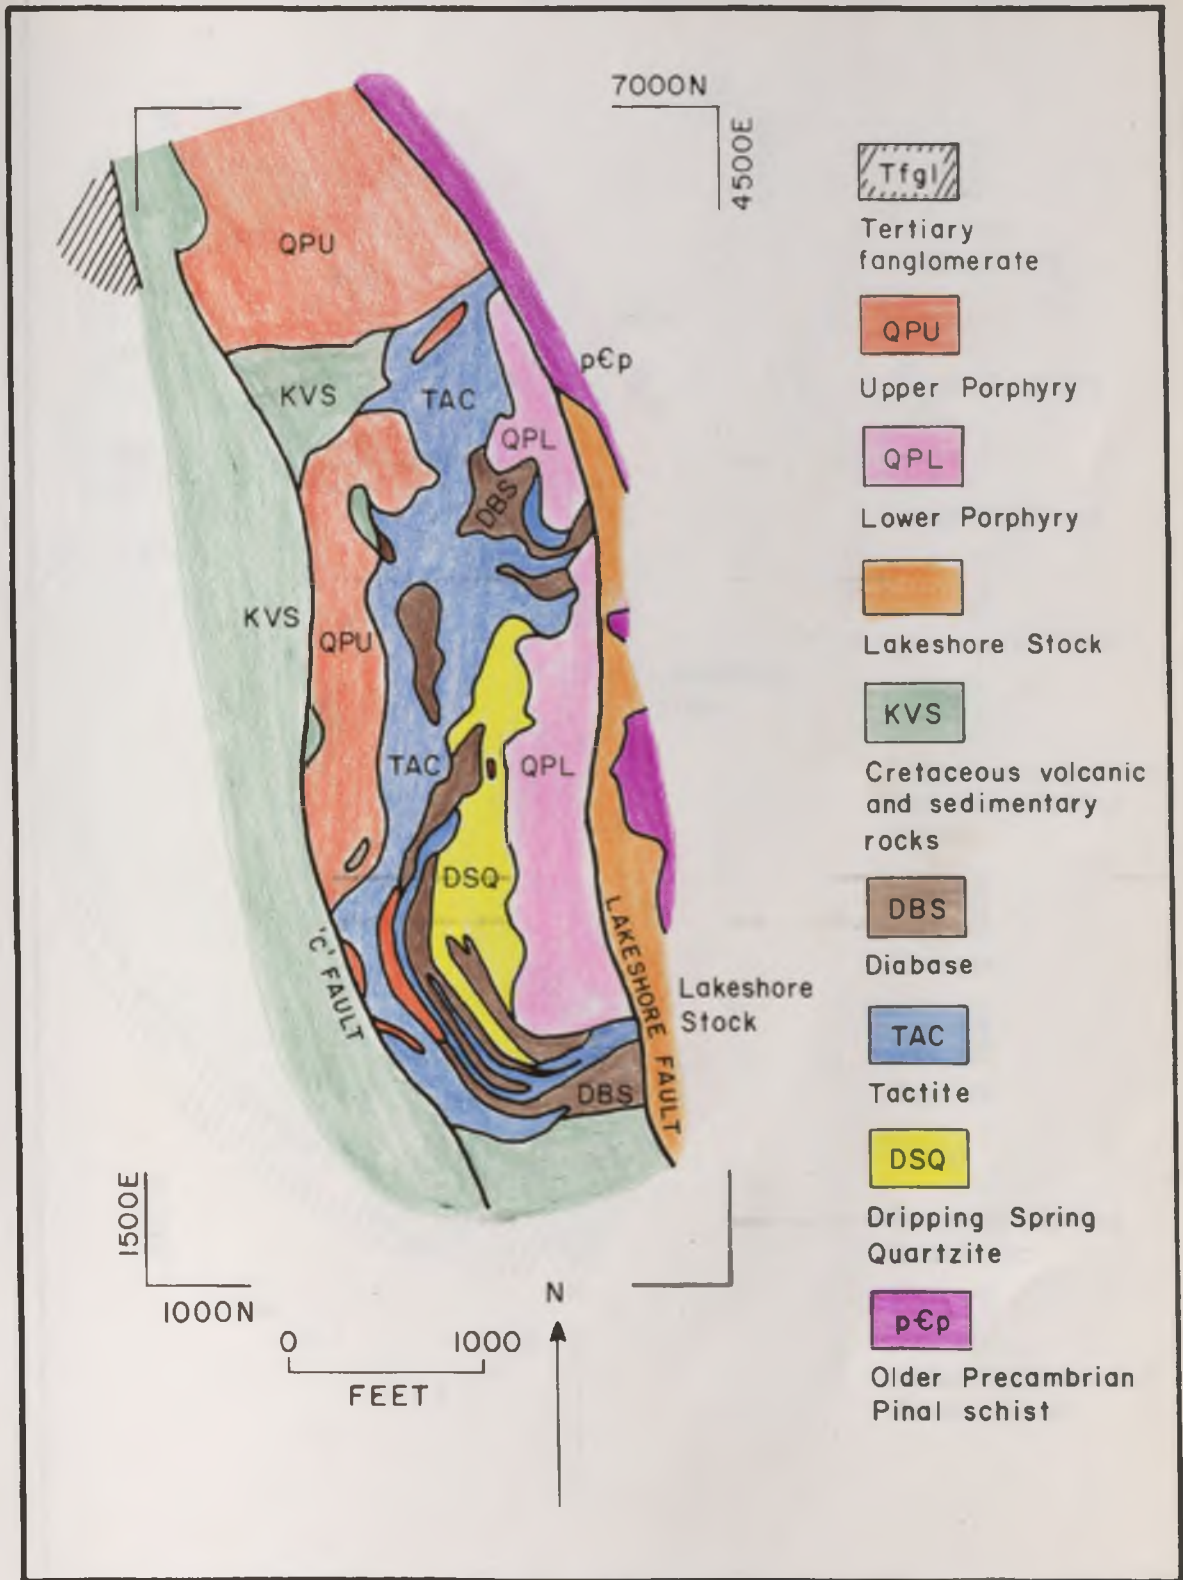 7000N
4500E
QPU
KVS
TAC
p€p
QPL
DBS
KVS
QPU
TAC
QPL
DSQ
'C' FAULT
LAKESHORE FAULT
Lakeshore
Stock
DBS
1500E
1000N
0 1000
FEET
N
Tfgl
Tertiary
fanglomerate
QPU
Upper Porphyry
QPL
Lower Porphyry
Lakeshore Stock
KVS
Cretaceous volcanic
and sedimentary
rocks
DBS
Diabase
TAC
Tactite
DSQ
Dripping Spring
Quartzite
p€p
Older Precambrian
Pinal schist